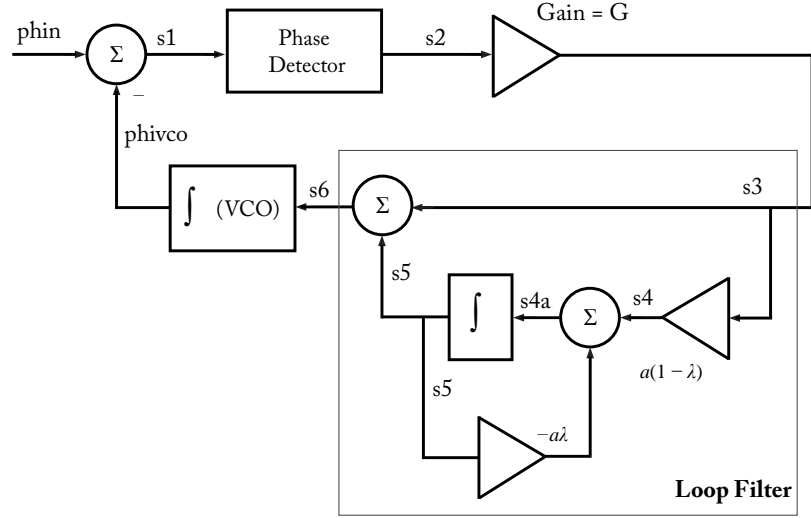 Gain = G
phin
Σ
s1
Phase
Detector
s2
−
phivco
∫ (VCO)
s6
Σ
s3
s5
∫
s4a
Σ
s4
a(1 − λ)
s5
−aλ
Loop Filter